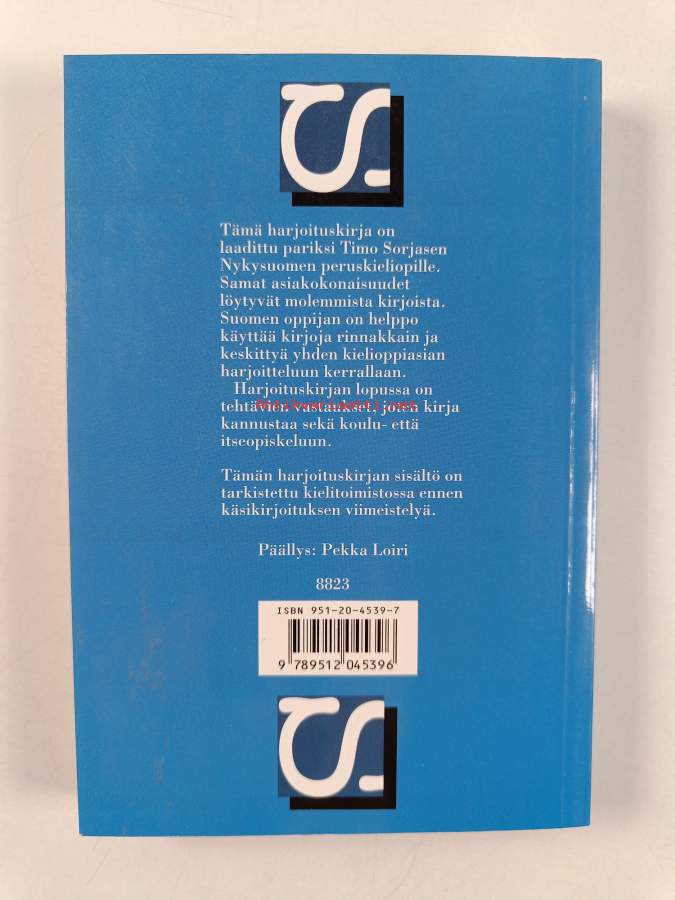 Tämä harjoituskirja on
laadittu pariksi Timo Sorjasen
Nykysuomen peruskieliopille.
Samat asiakokonaisuudet
löytyvät molemmista kirjoista.
Suomen oppijan on helppo
käyttää kirjoja rinnakkain ja
keskittyä yhden kielioppiasian
harjoitteluun kerrallaan.
Harjoituskirjan lopussa on
tehtävien vastaukset, joten kirja
kannustaa sekä koulu- että
itseopiskeluun.
Tämän harjoituskirjan sisältö on
tarkistettu kielitoimistossa ennen
käsikirjoituksen viimeistelyä.
Päällys: Pekka Loiri
8823
ISBN 951-20-4539-7
9 789512 045396